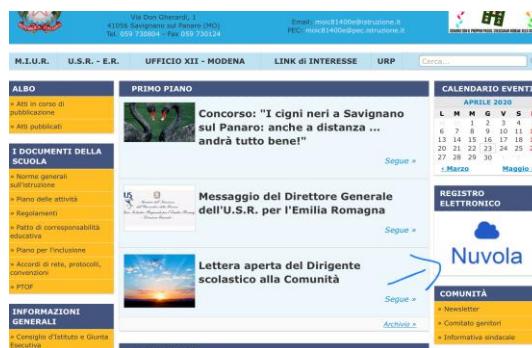 Via Don Gherardi, 1
41056 Savignano sul Panaro (MO)
Tel. 059 730804 - Fax 059 730124
Email: moic81400e@istruzione.it
PEC: moic81400e@pec.istruzione.it
M.I.U.R. U.S.R. - E.R. UFFICIO XII - MODENA LINK di INTERESSE URP Cerca...
ALBO
» Atti in corso di
pubblicazione
» Atti pubblicati
I DOCUMENTI DELLA
SCUOLA
» Norme generali
sull'istruzione
» Piano delle attività
» Regolamenti
» Patto di corresponsabilità
educativa
» Piano per l'inclusione
» Accordi di rete, protocolli,
convenzioni
» PTOF
INFORMAZIONI
GENERALI
» Consiglio d'Istituto e Giunta
Esecutiva
PRIMO PIANO
Concorso: "I cigni neri a Savignano
sul Panaro: anche a distanza ...
andrà tutto bene!"
Segue »
Messaggio del Direttore Generale
dell'U.S.R. per l'Emilia Romagna
Segue »
Lettera aperta del Dirigente
scolastico alla Comunità
Segue »
Archivio »
CALENDARIO EVENTI
APRILE 2020
L M M G V S
1 2 3 4
6 7 8 9 10 11
13 14 15 16 17 18
20 21 22 23 24 25
27 28 29 30
‹ Marzo Maggio
REGISTRO
ELETTRONICO
Nuvola
COMUNITÀ
» Newsletter
» Comitato genitori
» Informativa sindacale